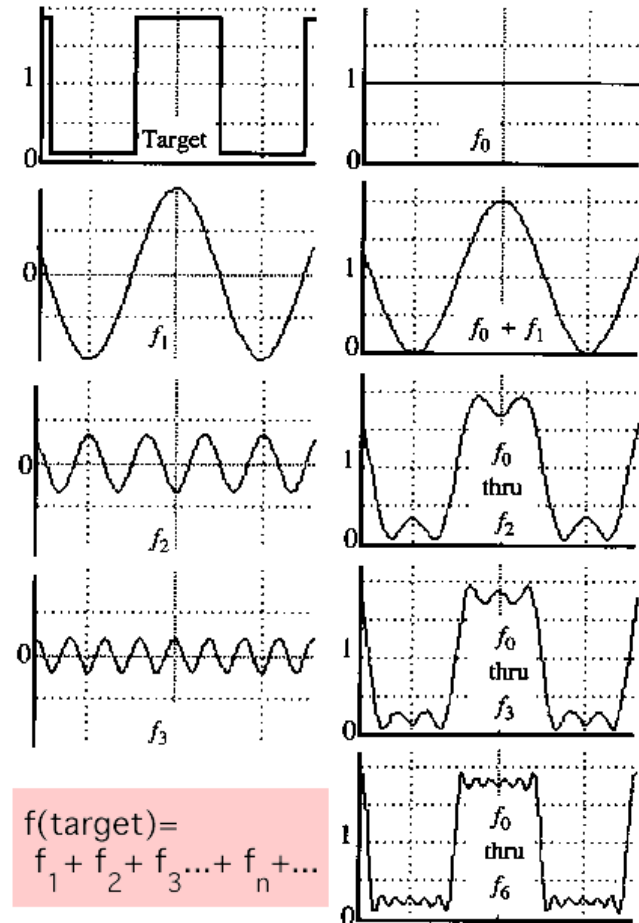 1
0
Target
1
0
f0
0
f1
1
0
f0 + f1
0
f2
1
0
f0
thru
f2
0
f3
1
0
f0
thru
f3
f(target)=
f1 + f2 + f3...+ fn+...
1
0
f0
thru
f6